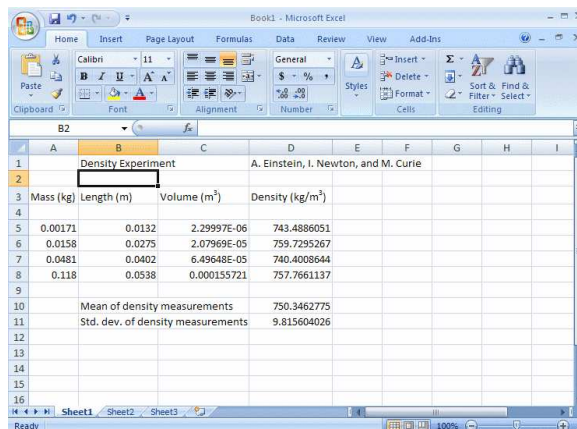 Book1 - Microsoft Excel
Home Insert Page Layout Formulas Data Review View Add-Ins
Calibri 11 General Insert Σ
B I U A A $ % , Delete
Paste A .0 .00 .00 .0 Styles Format Sort & Filter Find & Select
Clipboard Font Alignment Number Cells Editing
B2 fx
A B C D E F G H I
1 Density Experiment A. Einstein, I. Newton, and M. Curie
2
3 Mass (kg) Length (m) Volume (m³) Density (kg/m³)
4
5 0.00171 0.0132 2.29997E-06 743.4886051
6 0.0158 0.0275 2.07969E-05 759.7295267
7 0.0481 0.0402 6.49648E-05 740.4008644
8 0.118 0.0538 0.000155721 757.7661137
9
10 Mean of density measurements 750.3462775
11 Std. dev. of density measurements 9.815604026
12
13
14
15
16
Sheet1 Sheet2 Sheet3
Ready 100%